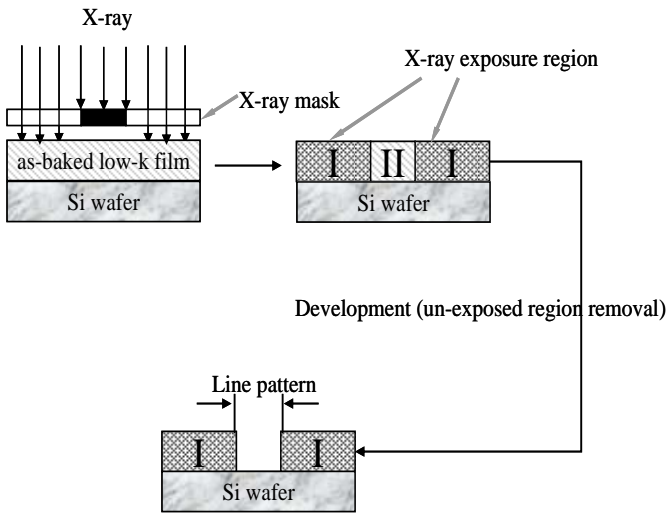 X-ray
X-ray mask
as-baked low-k film
Si wafer
X-ray exposure region
I II I
Si wafer
Development (un-exposed region removal)
Line pattern
I I
Si wafer